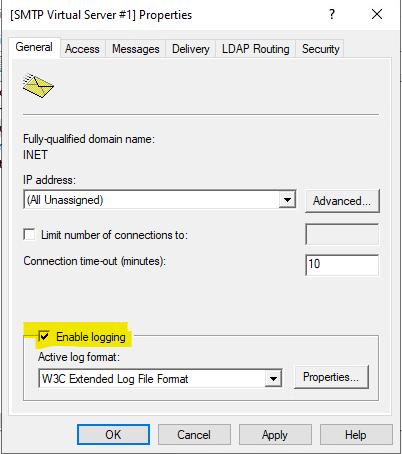 [SMTP Virtual Server #1] Properties
General Access Messages Delivery LDAP Routing Security
Fully-qualified domain name:
INET
IP address:
(All Unassigned) Advanced...
Limit number of connections to:
Connection time-out (minutes): 10
Enable logging
Active log format:
W3C Extended Log File Format Properties...
OK Cancel Apply Help